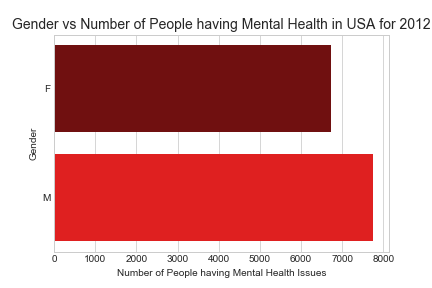 Gender vs Number of People having Mental Health in USA for 2012
F
Gender
M
0 1000 2000 3000 4000 5000 6000 7000 8000
Number of People having Mental Health Issues